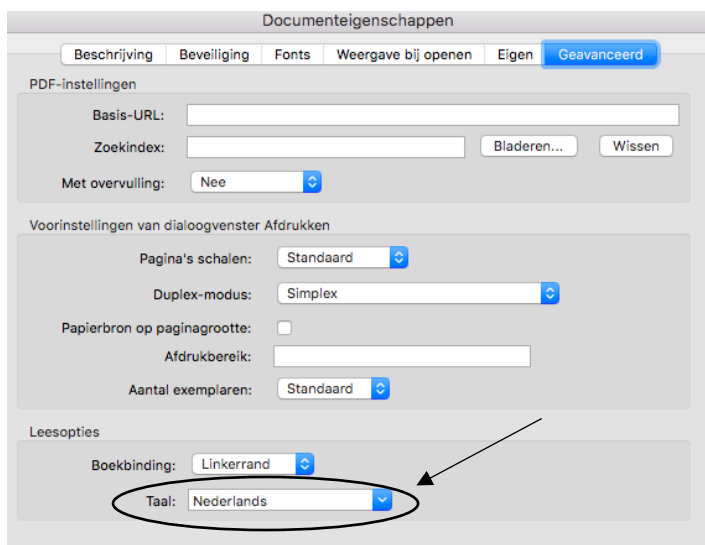 Documenteigenschappen
Beschrijving Beveiliging Fonts Weergave bij openen Eigen Geavanceerd
PDF-instellingen
Basis-URL:
Zoekindex: Bladeren... Wissen
Met overvulling: Nee
Voorinstellingen van dialoogvenster Afdrukken
Pagina's schalen: Standaard
Duplex-modus: Simplex
Papierbron op paginagrootte:
Afdrukbereik:
Aantal exemplaren: Standaard
Leesopties
Boekbinding: Linkerrand
Taal: Nederlands